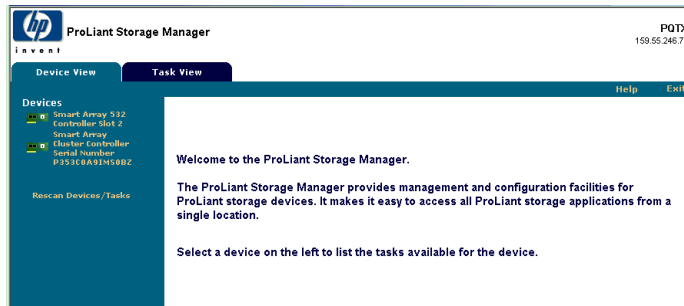 hp
ProLiant Storage Manager
PQTX
159.55.246.7
invent
Device View
Task View
Help
Exit
Devices
Smart Array 532
Controller Slot 2
Smart Array
Cluster Controller
Serial Number
P353C0A9IMS0BZ
Rescan Devices/Tasks
Welcome to the ProLiant Storage Manager.
The ProLiant Storage Manager provides management and configuration facilities for
ProLiant storage devices. It makes it easy to access all ProLiant storage applications from a
single location.
Select a device on the left to list the tasks available for the device.